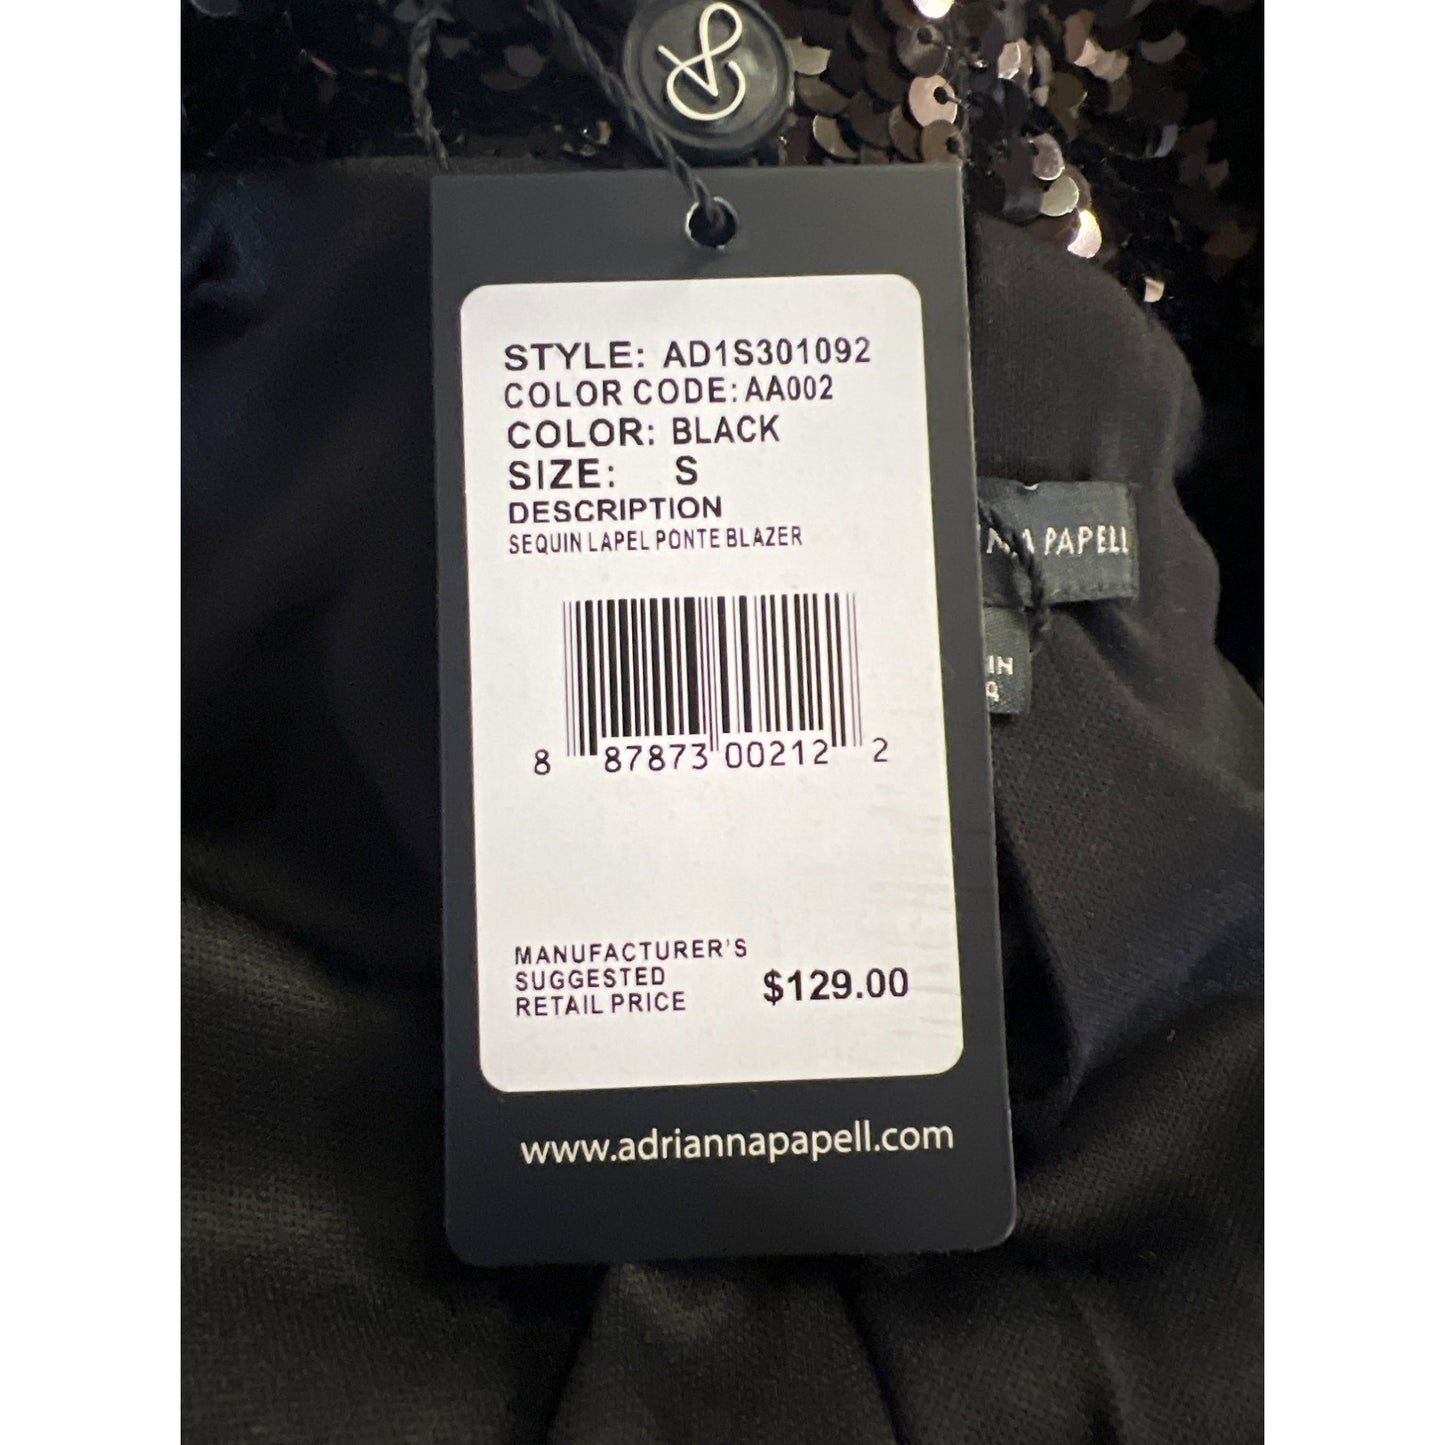 STYLE: AD1S301092
COLOR CODE: AA002
COLOR: BLACK
SIZE: S
DESCRIPTION
SEQUIN LAPEL PONTE BLAZER
8 87873 00212 2
MANUFACTURER'S
SUGGESTED
RETAIL PRICE $129.00
www.adriannapapell.com
PAPELL